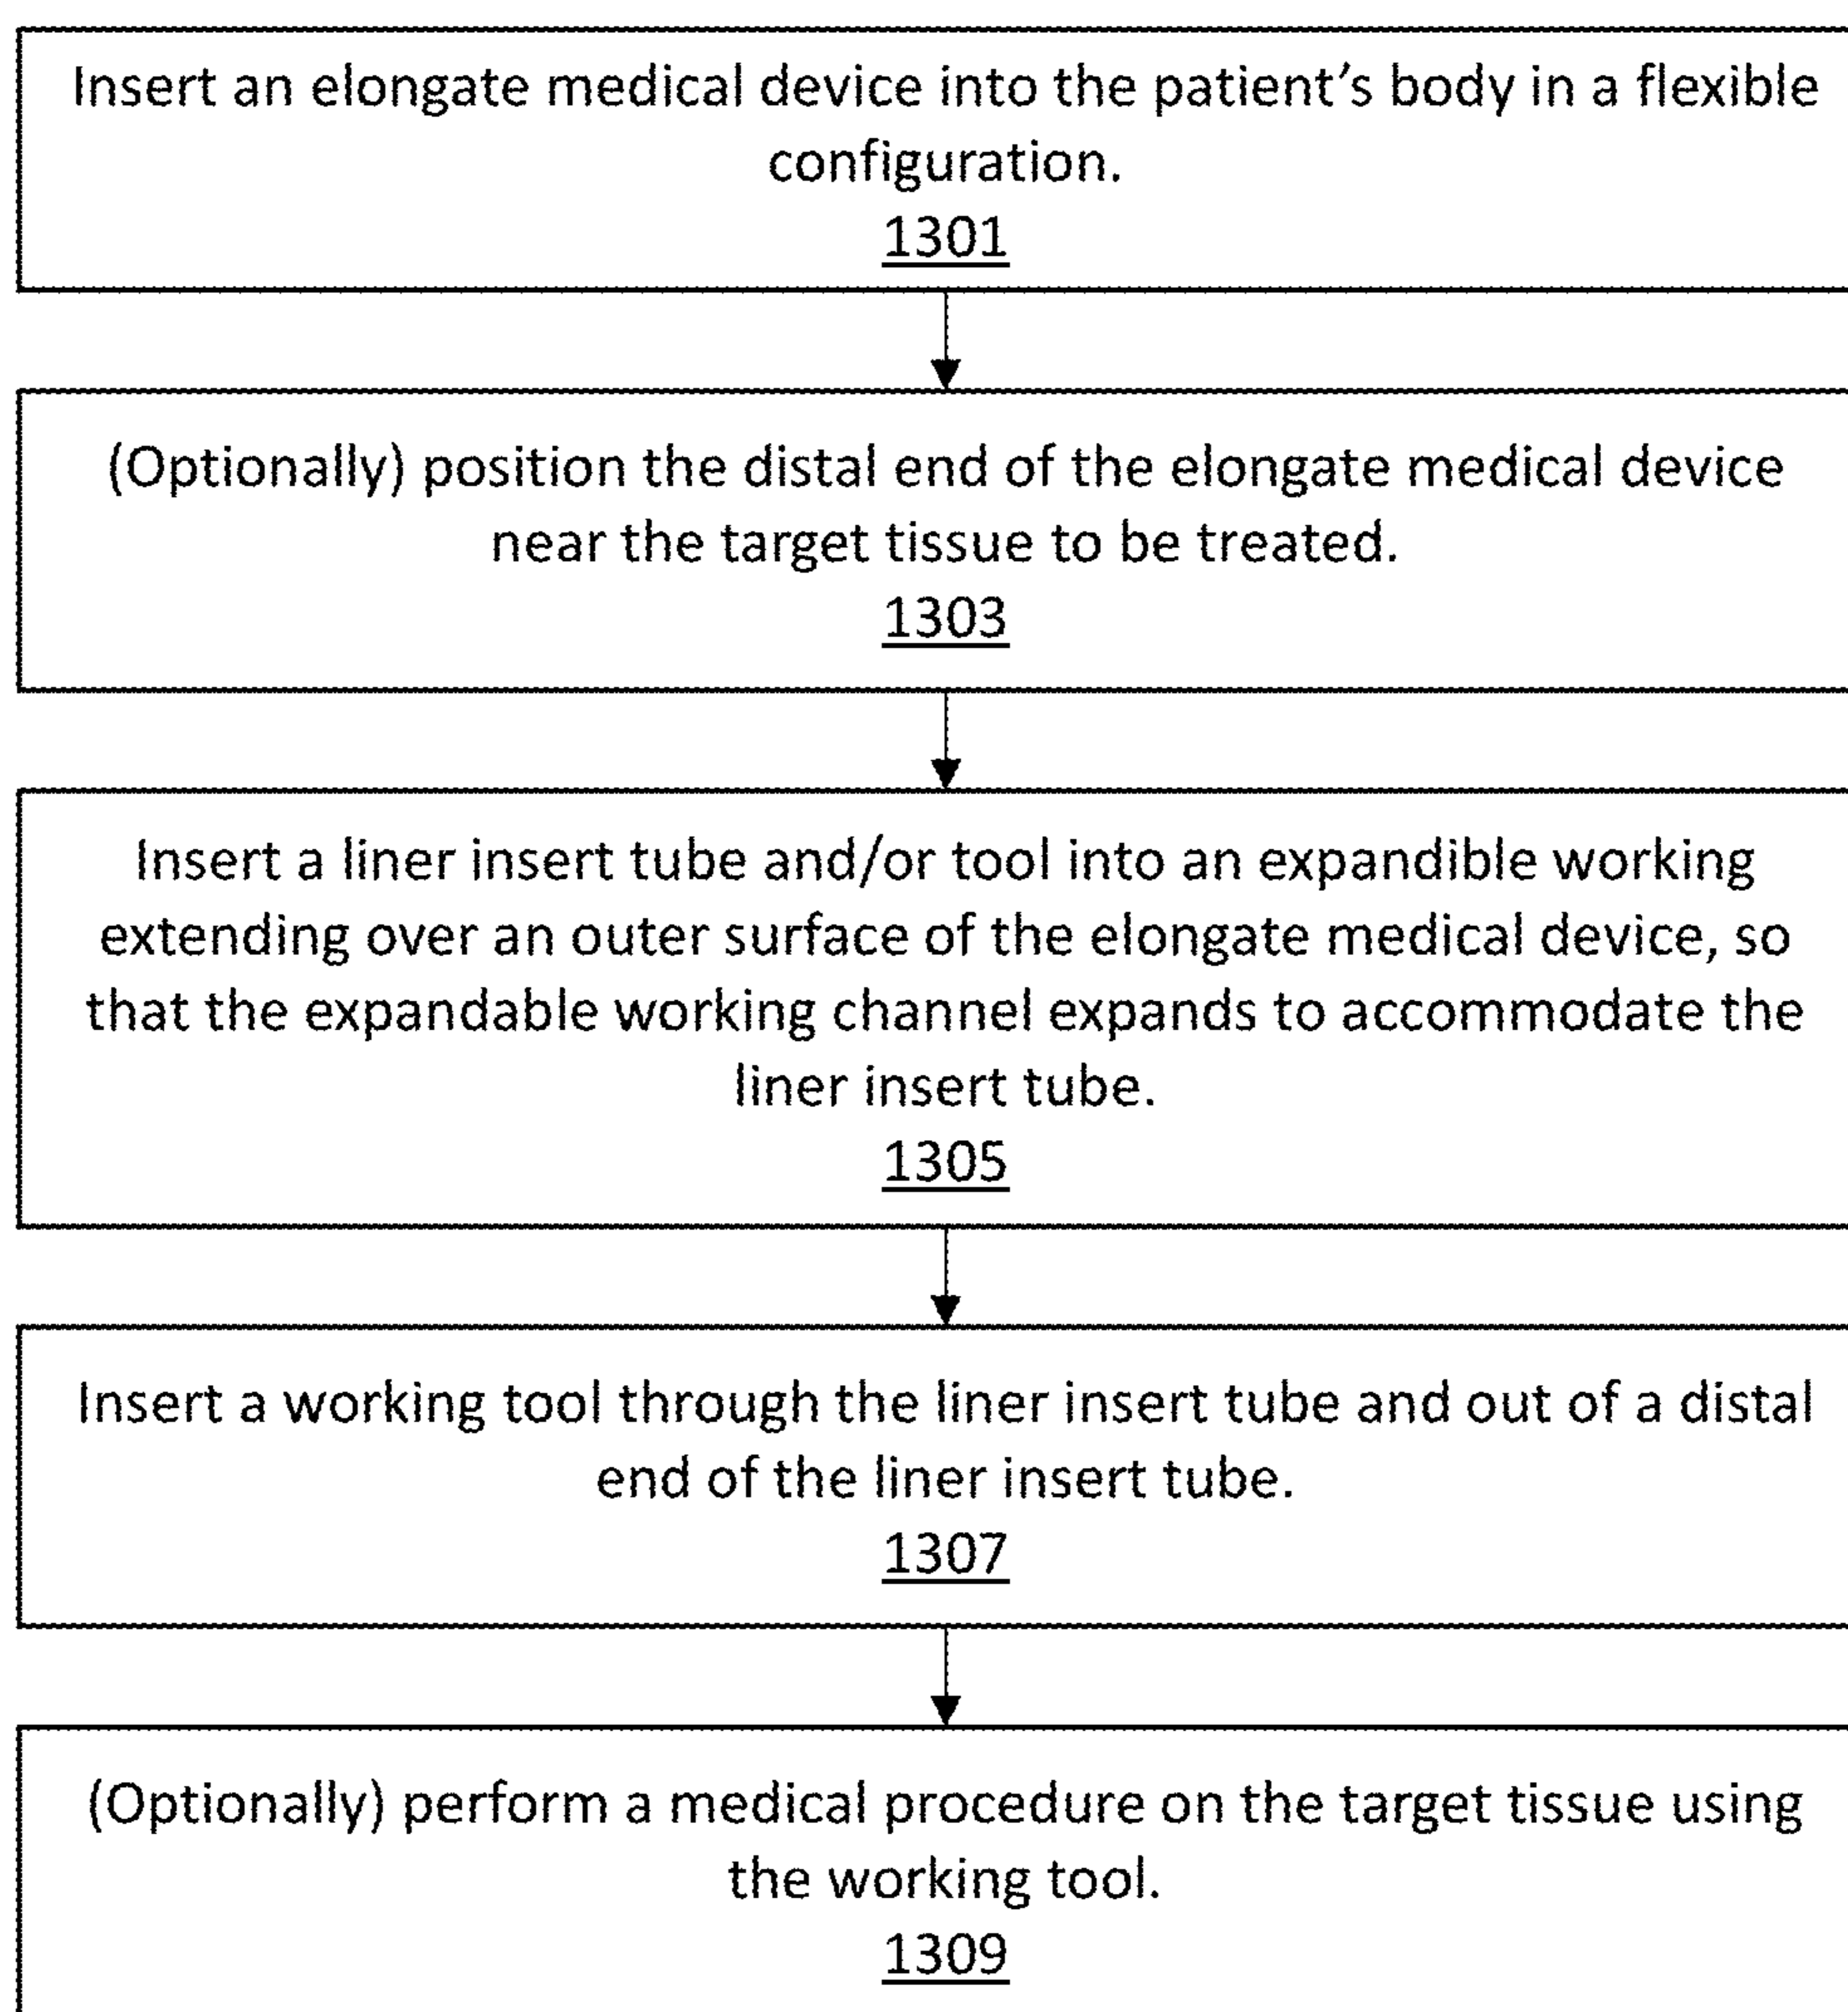 Insert an elongate medical device into the patient's body in a flexible
configuration.
1301
(Optionally) position the distal end of the elongate medical device
near the target tissue to be treated.
1303
Insert a liner insert tube and/or tool into an expandible working
extending over an outer surface of the elongate medical device, so
that the expandable working channel expands to accommodate the
liner insert tube.
1305
Insert a working tool through the liner insert tube and out of a distal
end of the liner insert tube.
1307
(Optionally) perform a medical procedure on the target tissue using
the working tool.
1309